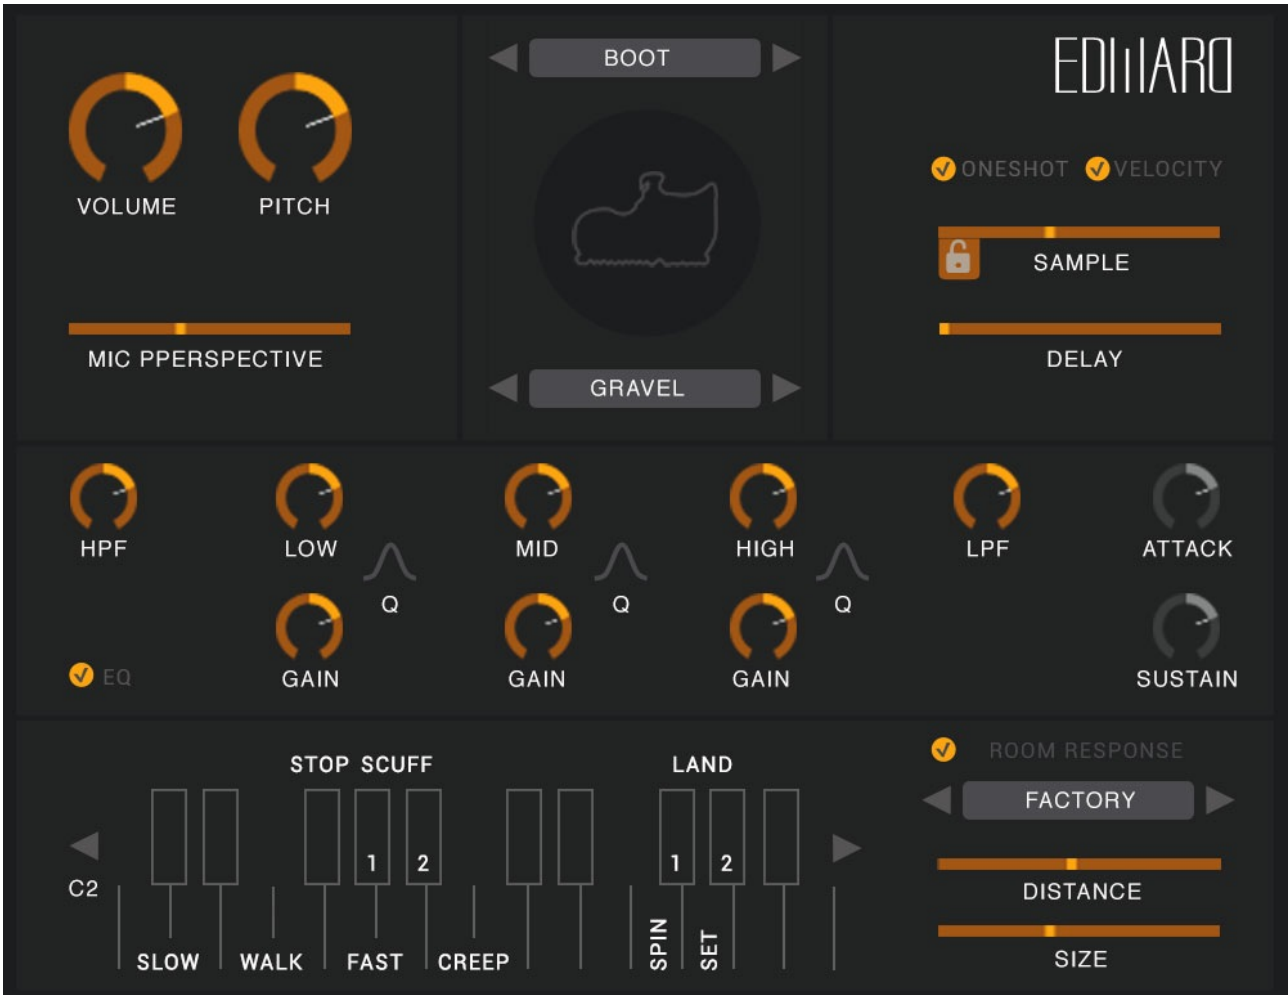 VOLUME
PITCH
MIC PPERSPECTIVE
BOOT
GRAVEL
EDWARD
ONESHOT
VELOCITY
SAMPLE
DELAY
HPF
LOW
MID
HIGH
LPF
ATTACK
Q
Q
Q
EQ
GAIN
GAIN
GAIN
SUSTAIN
STOP SCUFF
LAND
1
2
1
2
C2
SLOW
WALK
FAST
CREEP
SPIN
SET
ROOM RESPONSE
FACTORY
DISTANCE
SIZE